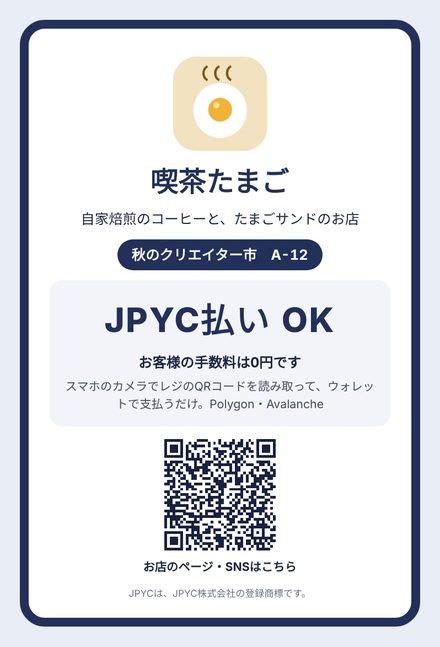 喫茶たまご
自家焙煎のコーヒーと、たまごサンドのお店
秋のクリエイター市　A-12
JPYC払い OK
お客様の手数料は0円です
スマホのカメラでレジのQRコードを読み取って、ウォレッ
トで支払うだけ。Polygon・Avalanche
お店のページ・SNSはこちら
JPYCは、JPYC株式会社の登録商標です。